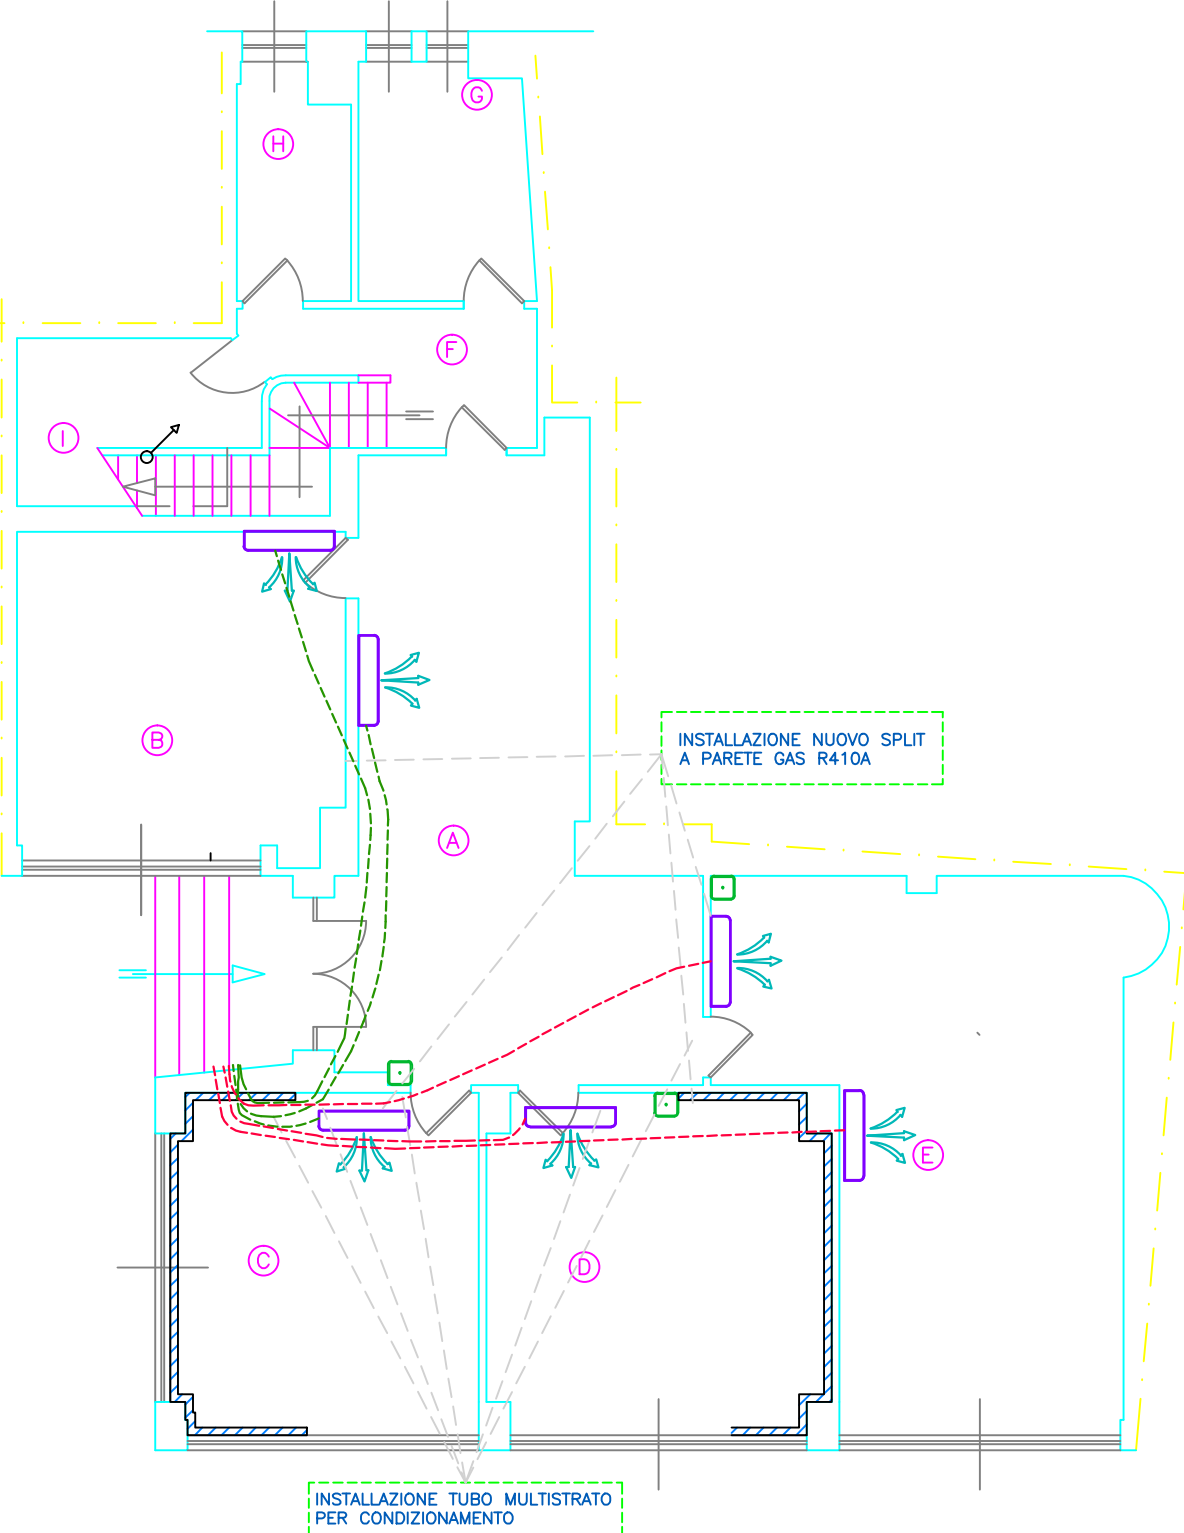 G
H
F
I
B
INSTALLAZIONE NUOVO SPLIT
A PARETE GAS R410A
A
E
C
D
INSTALLAZIONE TUBO MULTISTRATO
PER CONDIZIONAMENTO